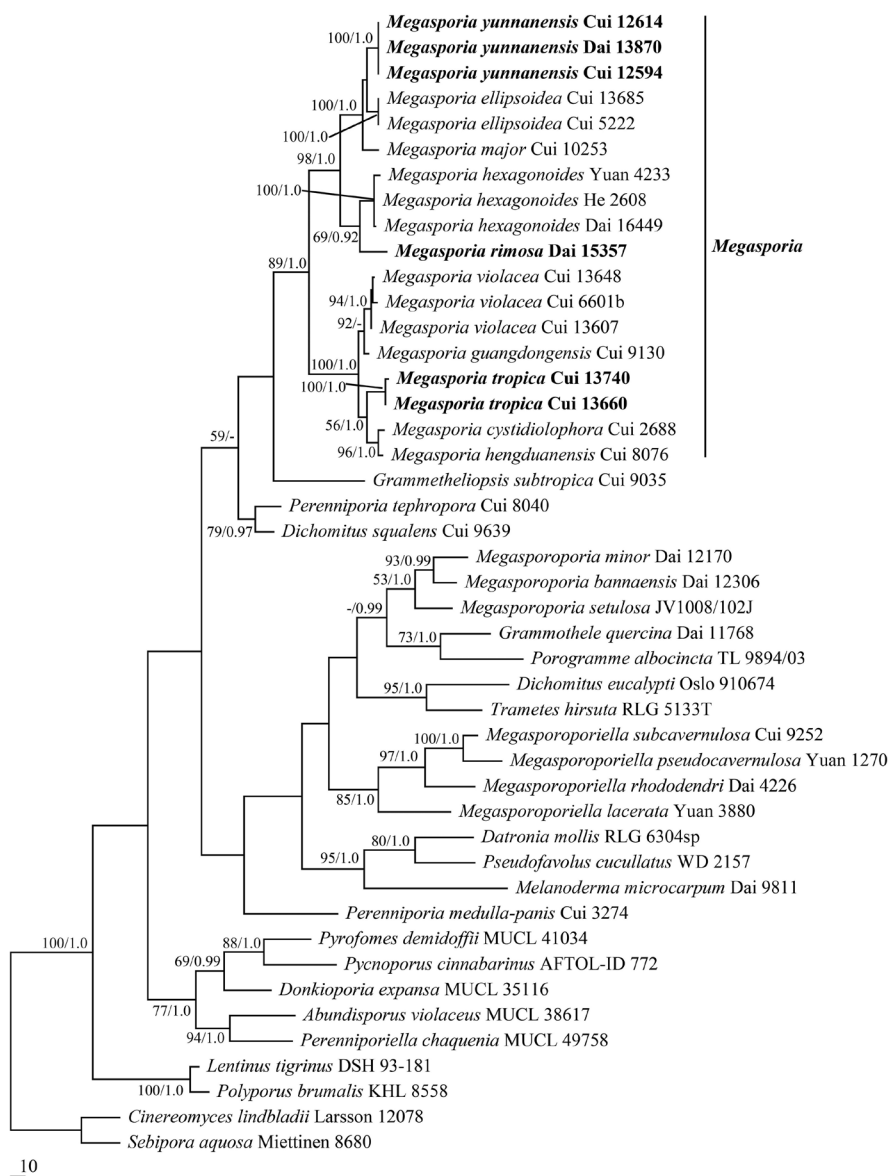 Megasporia yunnanensis Cui 12614
100/1.0
Megasporia yunnanensis Dai 13870
Megasporia yunnanensis Cui 12594
Megasporia ellipsoidea Cui 13685
100/1.0
Megasporia ellipsoidea Cui 5222
100/1.0
Megasporia major Cui 10253
98/1.0
Megasporia hexagonoides Yuan 4233
100/1.0
Megasporia hexagonoides He 2608
Megasporia hexagonoides Dai 16449
69/0.92
Megasporia rimosa Dai 15357
Megasporia
89/1.0
Megasporia violacea Cui 13648
94/1.0
Megasporia violacea Cui 6601b
92/-
Megasporia violacea Cui 13607
Megasporia guangdongensis Cui 9130
100/1.0
Megasporia tropica Cui 13740
100/1.0
Megasporia tropica Cui 13660
56/1.0
Megasporia cystidiolophora Cui 2688
59/-
96/1.0
Megasporia hengduanensis Cui 8076
Grammetheliopsis subtropica Cui 9035
Perenniporia tephropora Cui 8040
79/0.97
Dichomitus squalens Cui 9639
93/0.99
Megasporoporia minor Dai 12170
53/1.0
Megasporoporia bannaensis Dai 12306
-/0.99
Megasporoporia setulosa JV1008/102J
73/1.0
Grammothele quercina Dai 11768
Porogramme albocincta TL 9894/03
95/1.0
Dichomitus eucalypti Oslo 910674
Trametes hirsuta RLG 5133T
100/1.0
Megasporoporiella subcavernulosa Cui 9252
97/1.0
Megasporoporiella pseudocavernulosa Yuan 1270
Megasporoporiella rhododendri Dai 4226
85/1.0
Megasporoporiella lacerata Yuan 3880
80/1.0
Datronia mollis RLG 6304sp
95/1.0
Pseudofavolus cucullatus WD 2157
Melanoderma microcarpum Dai 9811
Perenniporia medulla-panis Cui 3274
100/1.0
88/1.0
Pyrofomes demidoffii MUCL 41034
69/0.99
Pycnoporus cinnabarinus AFTOL-ID 772
Donkioporia expansa MUCL 35116
77/1.0
Abundisporus violaceus MUCL 38617
94/1.0
Perenniporiella chaquenia MUCL 49758
Lentinus tigrinus DSH 93-181
100/1.0
Polyporus brumalis KHL 8558
Cinereomyces lindbladii Larsson 12078
Sebipora aquosa Miettinen 8680
10